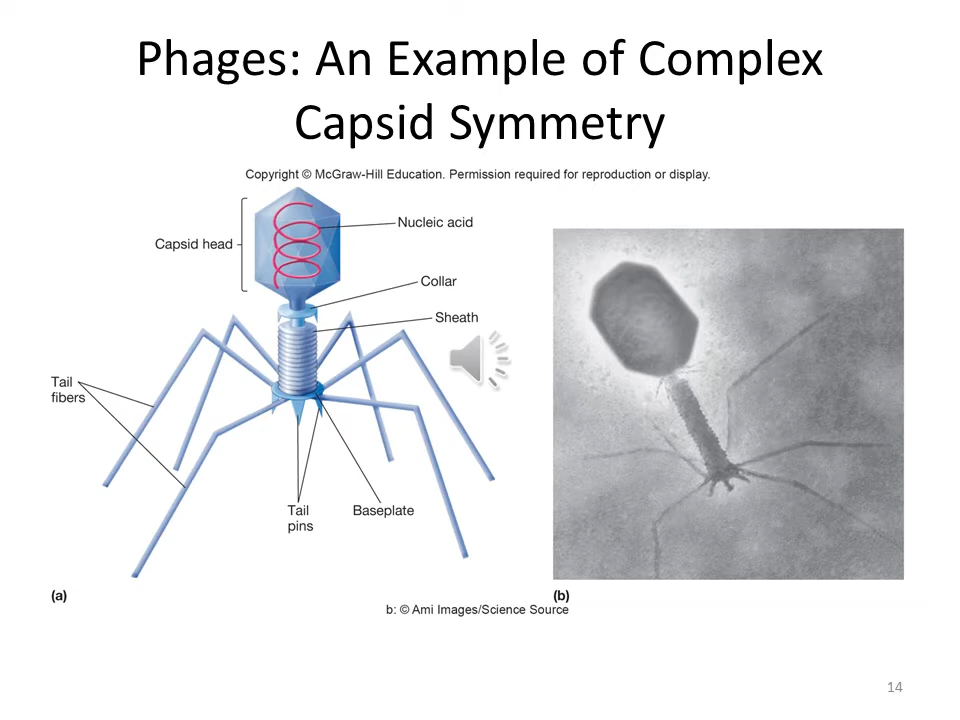 Phages: An Example of Complex
Capsid Symmetry
Copyright © McGraw-Hill Education. Permission required for reproduction or display.
Nucleic acid
Capsid head
Collar
Sheath
Tail
fibers
Tail
pins
Baseplate
(a)
(b)
b: © Ami Images/Science Source
14